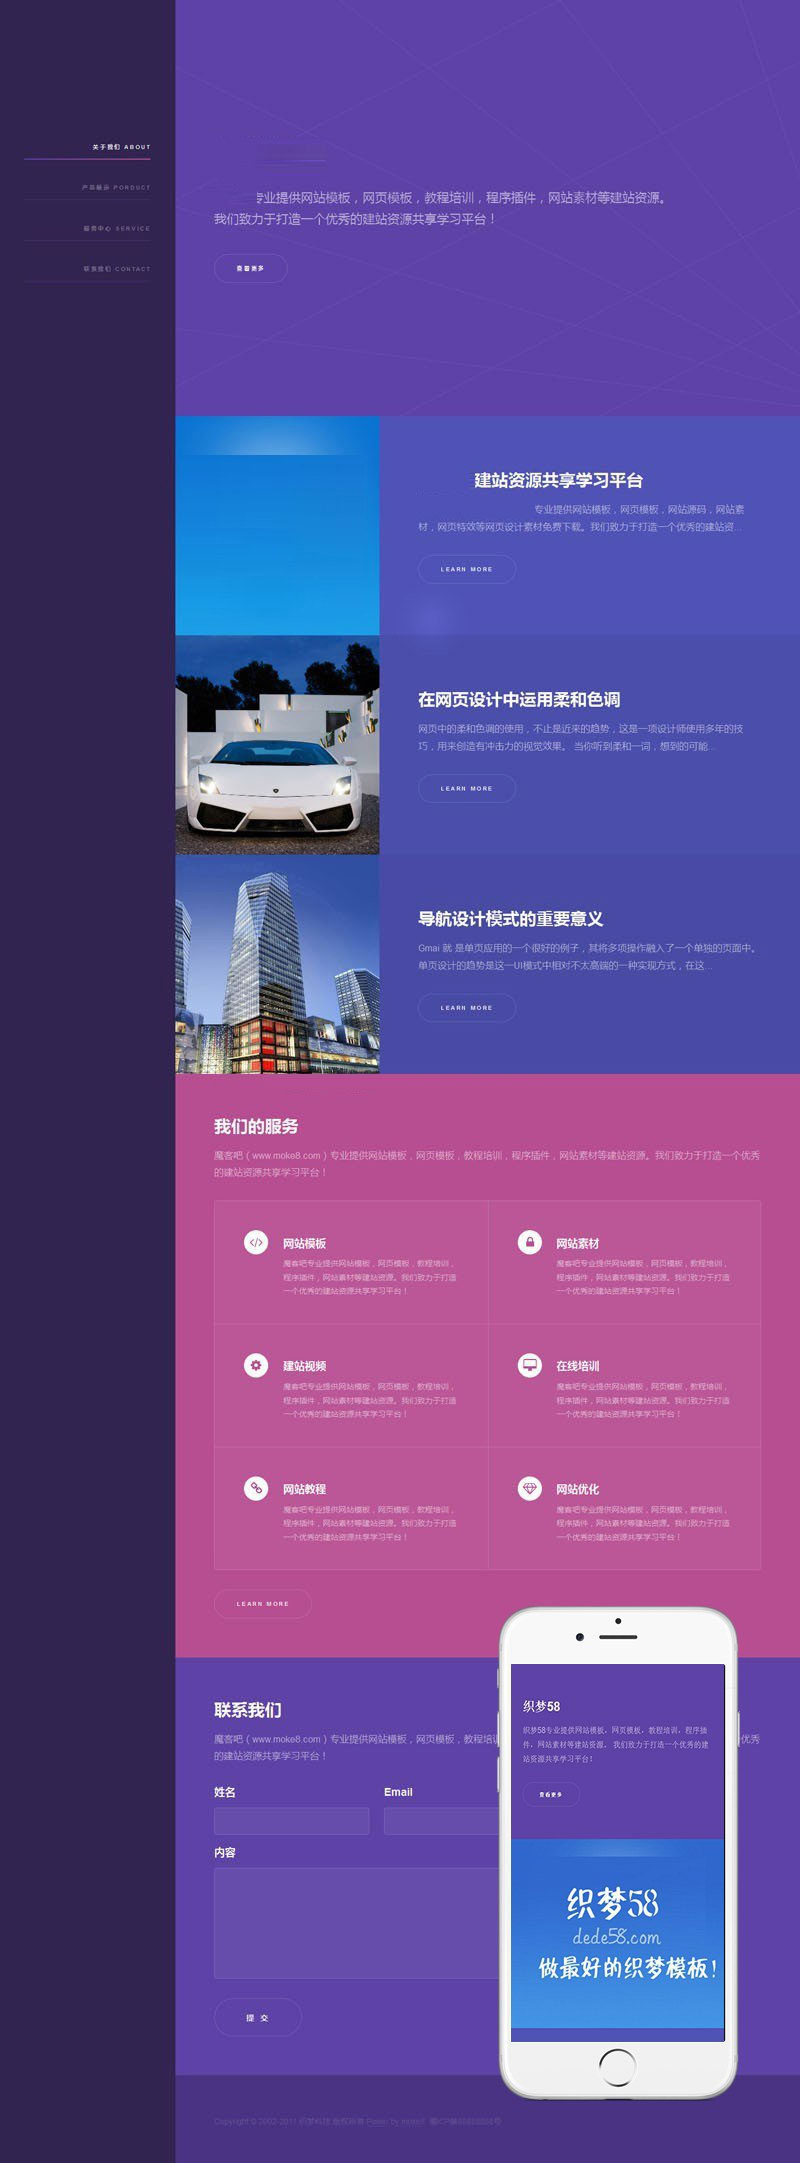 关于我们 ABOUT
产品展示 PORDUCT
服务中心 SERVICE
联系我们 CONTACT
专业提供网站模板，网页模板，教程培训，程序插件，网站素材等建站资源。
我们致力于打造一个优秀的建站资源共享学习平台！
查看更多
建站资源共享学习平台
专业提供网站模板，网页模板，网站源码，网站素
材，网页特效等网页设计素材免费下载。我们致力于打造一个优秀的建站资...
LEARN MORE
在网页设计中运用柔和色调
网页中的柔和色调的使用，不止是近来的趋势，这是一项设计师使用多年的技
巧，用来创造有冲击力的视觉效果。 当你听到柔和一词，想到的可能...
LEARN MORE
导航设计模式的重要意义
Gmai 就 是单页应用的一个很好的例子，其将多项操作融入了一个单独的页面中。
单页设计的趋势是这一UI模式中相对不太高端的一种实现方式，在这...
LEARN MORE
我们的服务
魔客吧（www.moke8.com）专业提供网站模板，网页模板，教程培训，程序插件，网站素材等建站资源。我们致力于打造一个优秀
的建站资源共享学习平台！
网站模板
魔客吧专业提供网站模板，网页模板，教程培训，
程序插件，网站素材等建站资源。我们致力于打造
一个优秀的建站资源共享学习平台！
网站素材
魔客吧专业提供网站模板，网页模板，教程培训，
程序插件，网站素材等建站资源。我们致力于打造
一个优秀的建站资源共享学习平台！
建站视频
魔客吧专业提供网站模板，网页模板，教程培训，
程序插件，网站素材等建站资源。我们致力于打造
一个优秀的建站资源共享学习平台！
在线培训
魔客吧专业提供网站模板，网页模板，教程培训，
程序插件，网站素材等建站资源。我们致力于打造
一个优秀的建站资源共享学习平台！
网站教程
魔客吧专业提供网站模板，网页模板，教程培训，
程序插件，网站素材等建站资源。我们致力于打造
一个优秀的建站资源共享学习平台！
网站优化
魔客吧专业提供网站模板，网页模板，教程培训，
程序插件，网站素材等建站资源。我们致力于打造
一个优秀的建站资源共享学习平台！
LEARN MORE
联系我们
魔客吧（www.moke8.com）专业提供网站模板，网页模板，教程培训 优秀
的建站资源共享学习平台！
姓名
Email
内容
提 交
织梦58
织梦58专业提供网站模板，网页模板，教程培训，程序插
件，网站素材等建站资源。 我们致力于打造一个优秀的建
站资源共享学习平台！
查看更多
织梦58
dede58.com
做最好的织梦模板！
Copyright © 2002-2011 织梦科技 版权所有 Power by